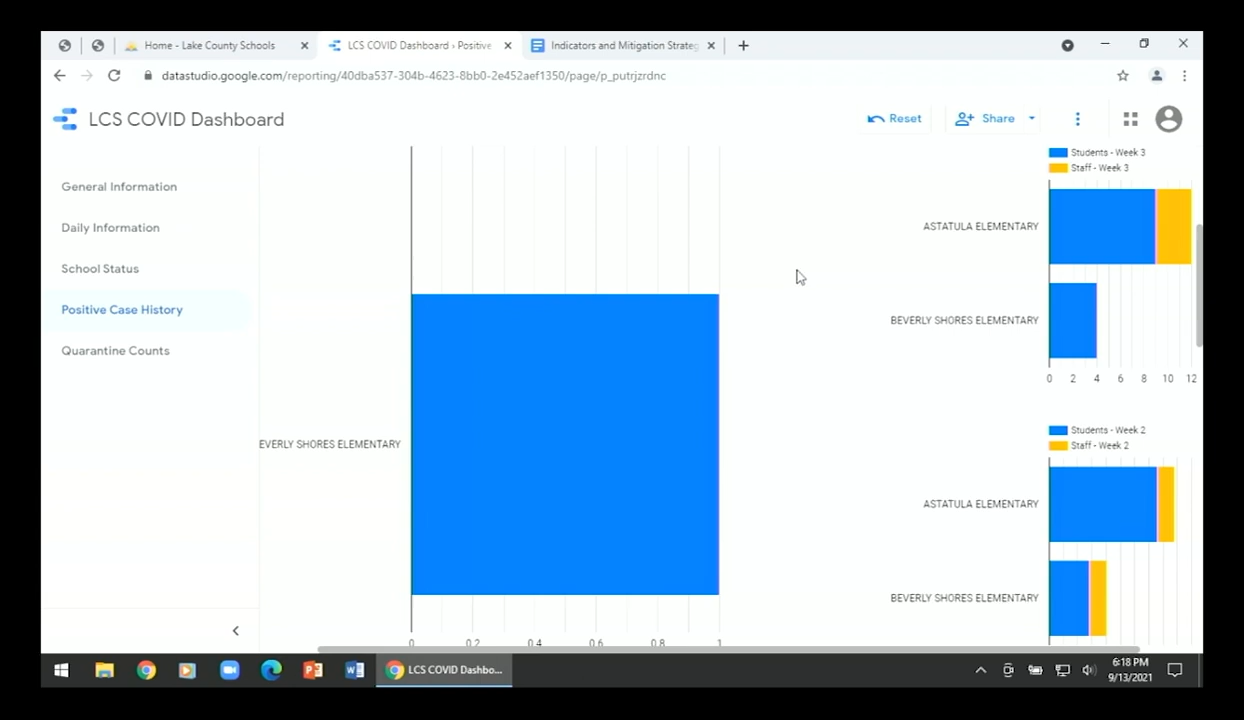 Home - Lake County Schools
LCS COVID Dashboard › Positive
Indicators and Mitigation Strate
datastudio.google.com/reporting/40dba537-304b-4623-8bb0-2e452aef1350/page/p_putrjzrdnc
LCS COVID Dashboard
Reset
Share
General Information
Daily Information
School Status
Positive Case History
Quarantine Counts
EVERLY SHORES ELEMENTARY
0 0.2 0.4 0.6 0.8 1
Students - Week 3
Staff - Week 3
ASTATULA ELEMENTARY
BEVERLY SHORES ELEMENTARY
0 2 4 6 8 10 12
Students - Week 2
Staff - Week 2
ASTATULA ELEMENTARY
BEVERLY SHORES ELEMENTARY
LCS COVID Dashbo...
6:18 PM
9/13/2021